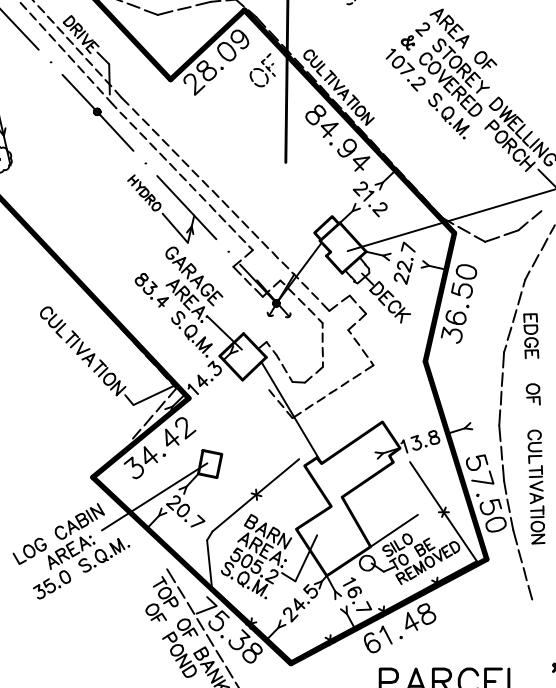 DRIVE
28.09
CULTIVATION
84.94
AREA OF
2 STOREY DWELLING
& COVERED PORCH
107.2 S.Q.M.
HYDRO
21.2
22.7
DECK
36.50
GARAGE
AREA:
83.4 S.Q.M.
CULTIVATION
14.3
34.42
EDGE OF CULTIVATION
13.8
57.50
20.7
LOG CABIN
AREA:
35.0 S.Q.M.
BARN
AREA:
505.2
S.Q.M.
SILO
TO BE
REMOVED
24.5
16.7
75.38
61.48
TOP OF BANK
OF POND
PARCEL "